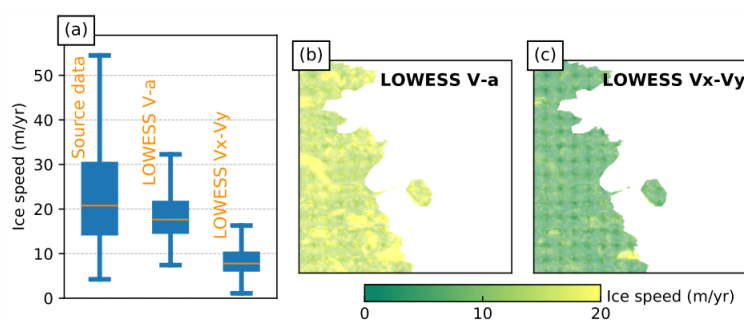 (a)
Ice speed (m/yr)
50
40
30
20
10
0
Source data
LOWESS V-a
LOWESS Vx-Vy
(b)
LOWESS V-a
(c)
LOWESS Vx-Vy
0
10
20
Ice speed (m/yr)